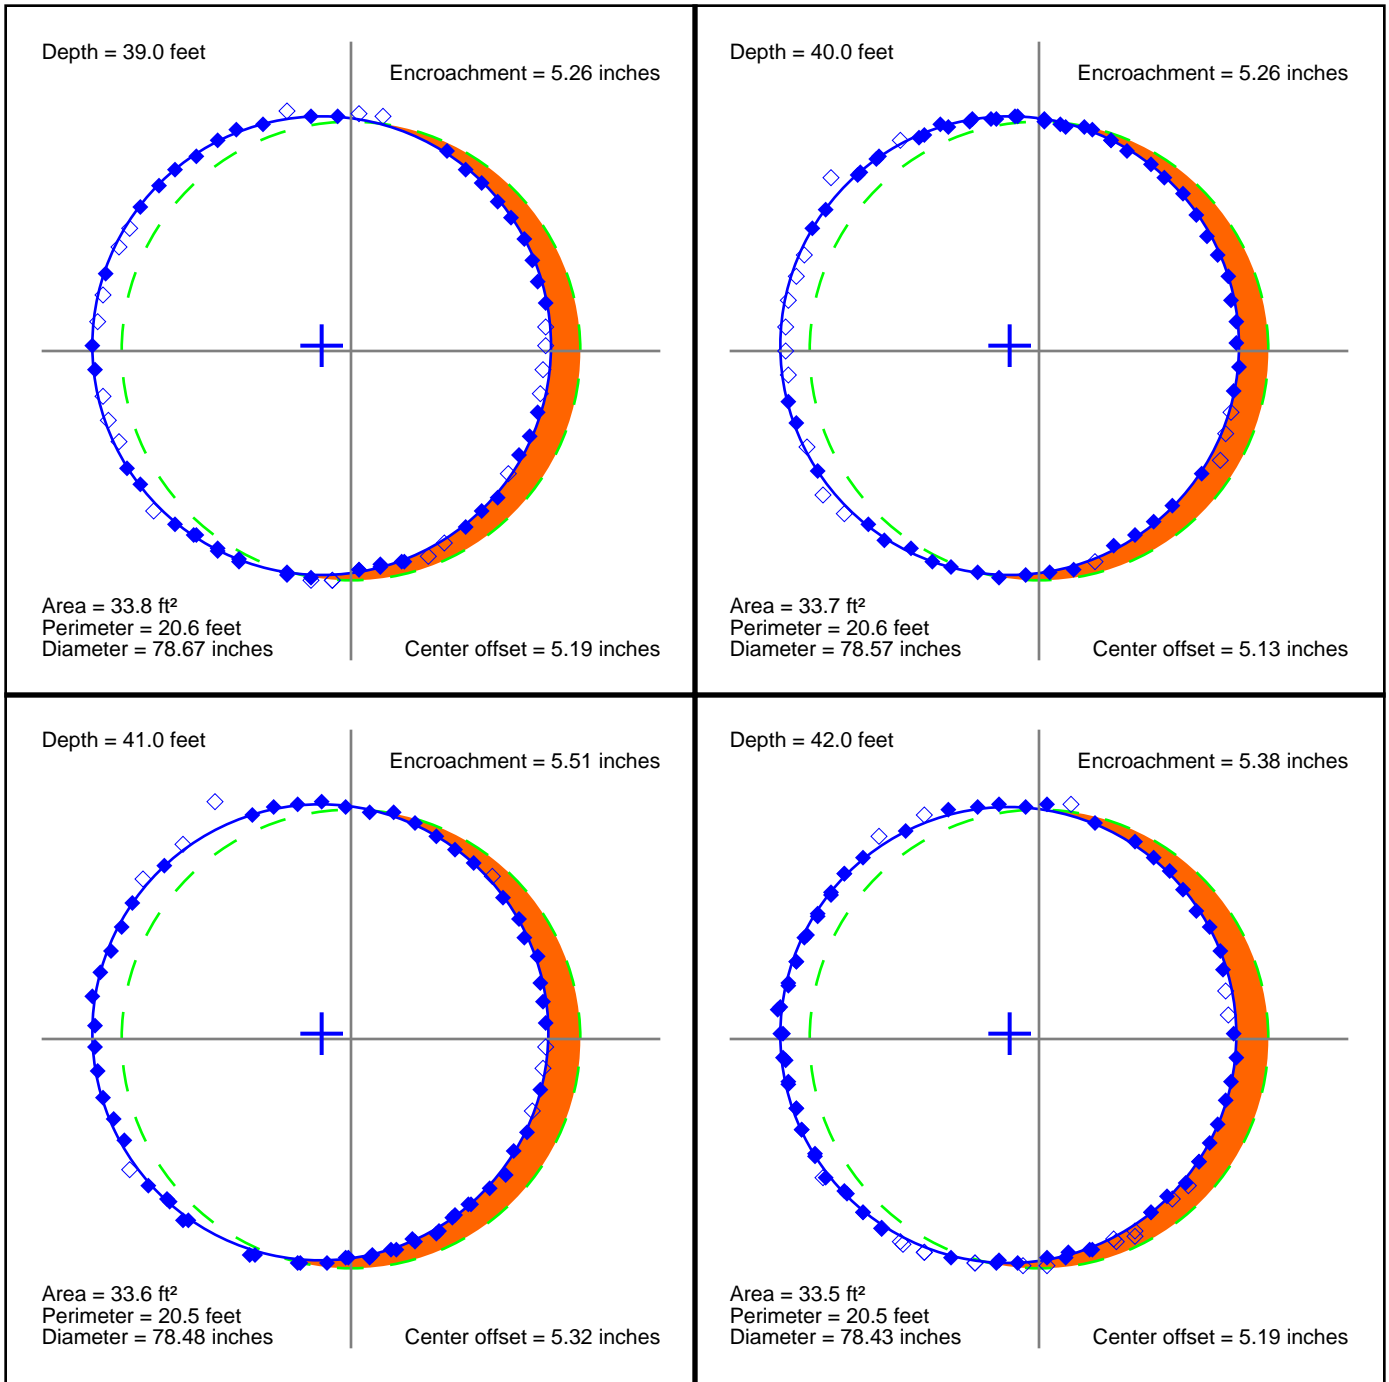 Depth = 39.0 feet
Encroachment = 5.26 inches
Area = 33.8 ft²
Perimeter = 20.6 feet
Diameter = 78.67 inches
Center offset = 5.19 inches
Depth = 40.0 feet
Encroachment = 5.26 inches
Area = 33.7 ft²
Perimeter = 20.6 feet
Diameter = 78.57 inches
Center offset = 5.13 inches
Depth = 41.0 feet
Encroachment = 5.51 inches
Area = 33.6 ft²
Perimeter = 20.5 feet
Diameter = 78.48 inches
Center offset = 5.32 inches
Depth = 42.0 feet
Encroachment = 5.38 inches
Area = 33.5 ft²
Perimeter = 20.5 feet
Diameter = 78.43 inches
Center offset = 5.19 inches